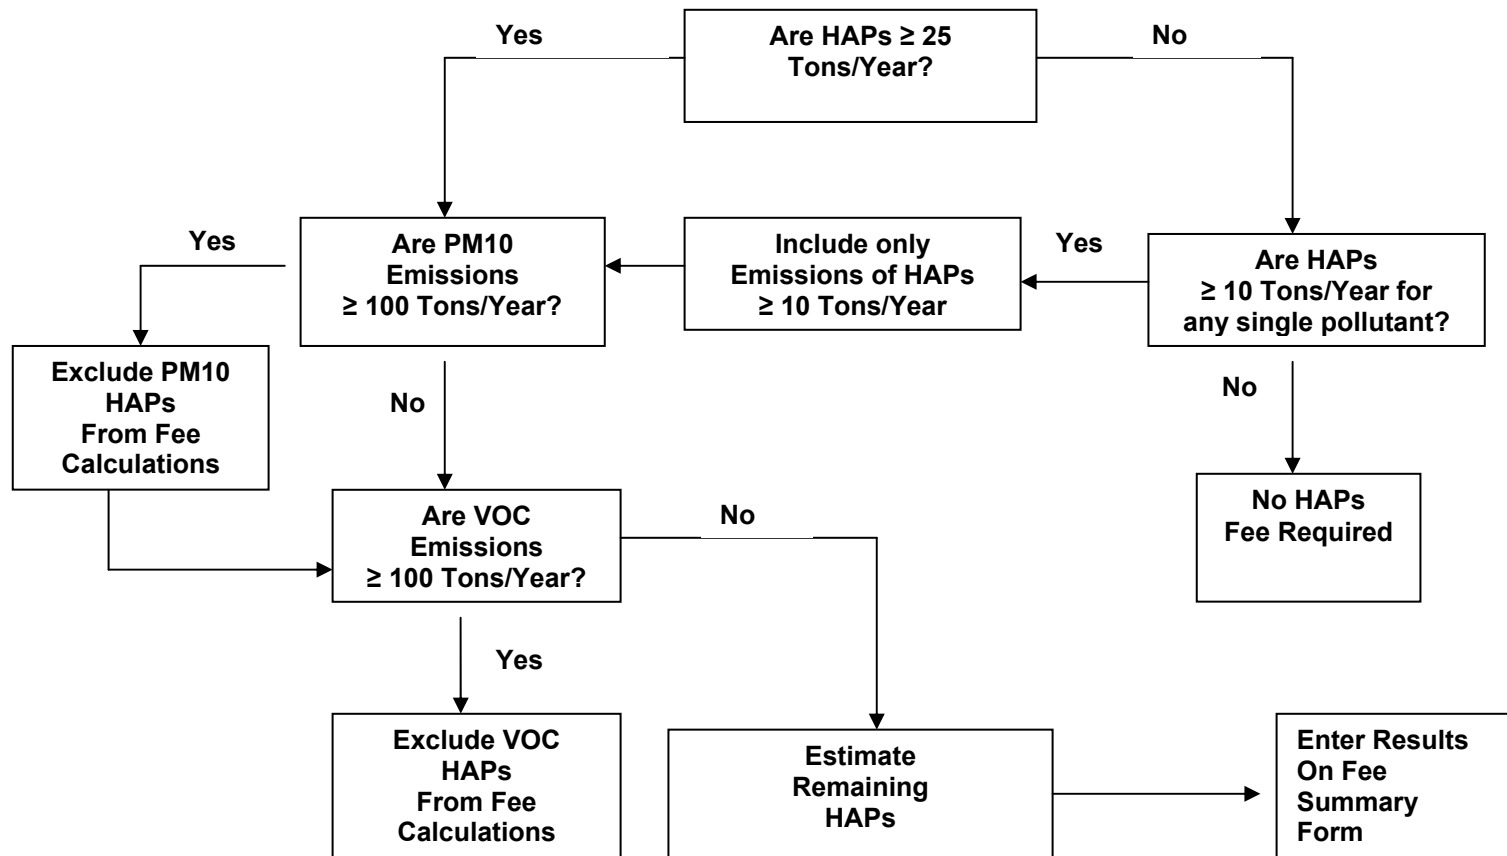 Yes
Are HAPs ≥ 25
Tons/Year?
No
Yes
Are PM10
Emissions
≥ 100 Tons/Year?
Include only
Emissions of HAPs
≥ 10 Tons/Year
Yes
Are HAPs
≥ 10 Tons/Year for
any single pollutant?
Exclude PM10
HAPs
From Fee
Calculations
No
No
Are VOC
Emissions
≥ 100 Tons/Year?
No
No HAPs
Fee Required
Yes
Exclude VOC
HAPs
From Fee
Calculations
Estimate
Remaining
HAPs
Enter Results
On Fee
Summary
Form